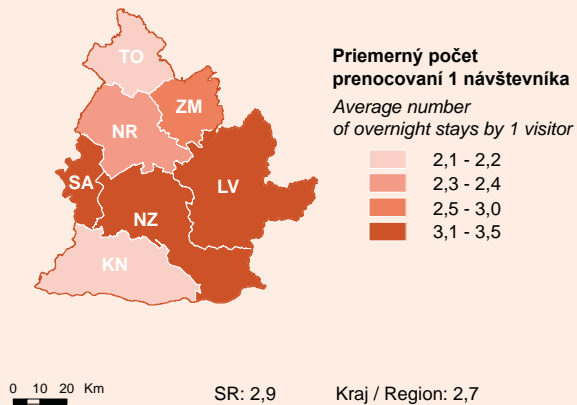 TO
ZM
NR
SA
LV
NZ
KN
Priemerný počet
prenocovaní 1 návštevníka
Average number
of overnight stays by 1 visitor
2,1 - 2,2
2,3 - 2,4
2,5 - 3,0
3,1 - 3,5
0 10 20 Km
SR: 2,9 Kraj / Region: 2,7